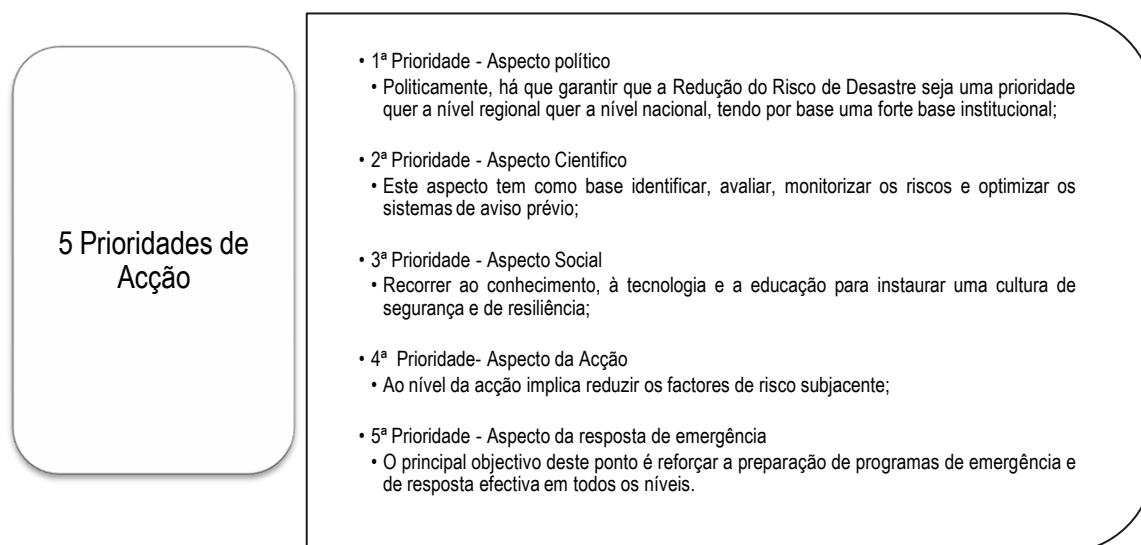 5 Prioridades de
Acção
• 1ª Prioridade - Aspecto político
• Politicamente, há que garantir que a Redução do Risco de Desastre seja uma prioridade
quer a nível regional quer a nível nacional, tendo por base uma forte base institucional;
• 2ª Prioridade - Aspecto Cientifico
• Este aspecto tem como base identificar, avaliar, monitorizar os riscos e optimizar os
sistemas de aviso prévio;
• 3ª Prioridade - Aspecto Social
• Recorrer ao conhecimento, à tecnologia e a educação para instaurar uma cultura de
segurança e de resiliência;
• 4ª Prioridade- Aspecto da Acção
• Ao nível da acção implica reduzir os factores de risco subjacente;
• 5ª Prioridade - Aspecto da resposta de emergência
• O principal objectivo deste ponto é reforçar a preparação de programas de emergência e
de resposta efectiva em todos os níveis.